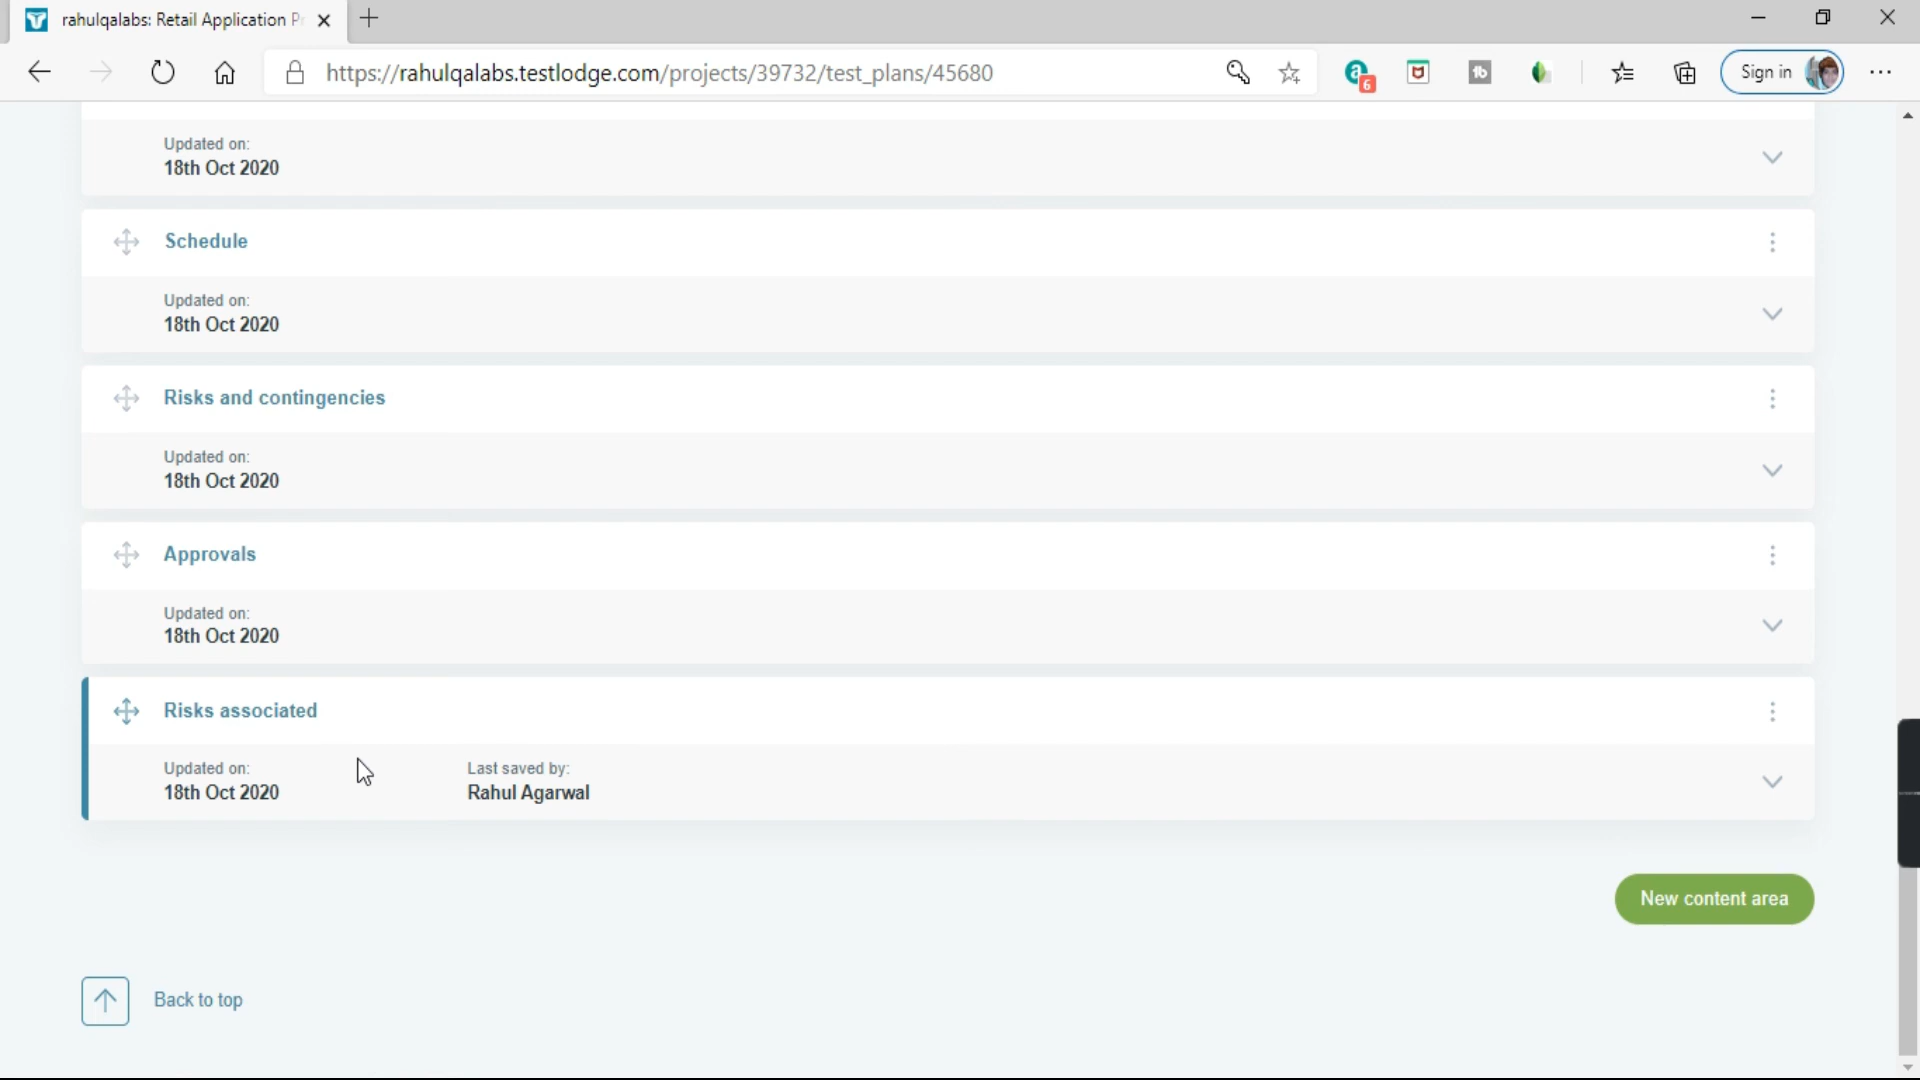 rahulqalabs: Retail Application P
https://rahulqalabs.testlodge.com/projects/39732/test_plans/45680
a
6
tb
Sign in
Updated on:
18th Oct 2020
Schedule
Updated on:
18th Oct 2020
Risks and contingencies
Updated on:
18th Oct 2020
Approvals
Updated on:
18th Oct 2020
Risks associated
Updated on:
18th Oct 2020
Last saved by:
Rahul Agarwal
New content area
Back to top